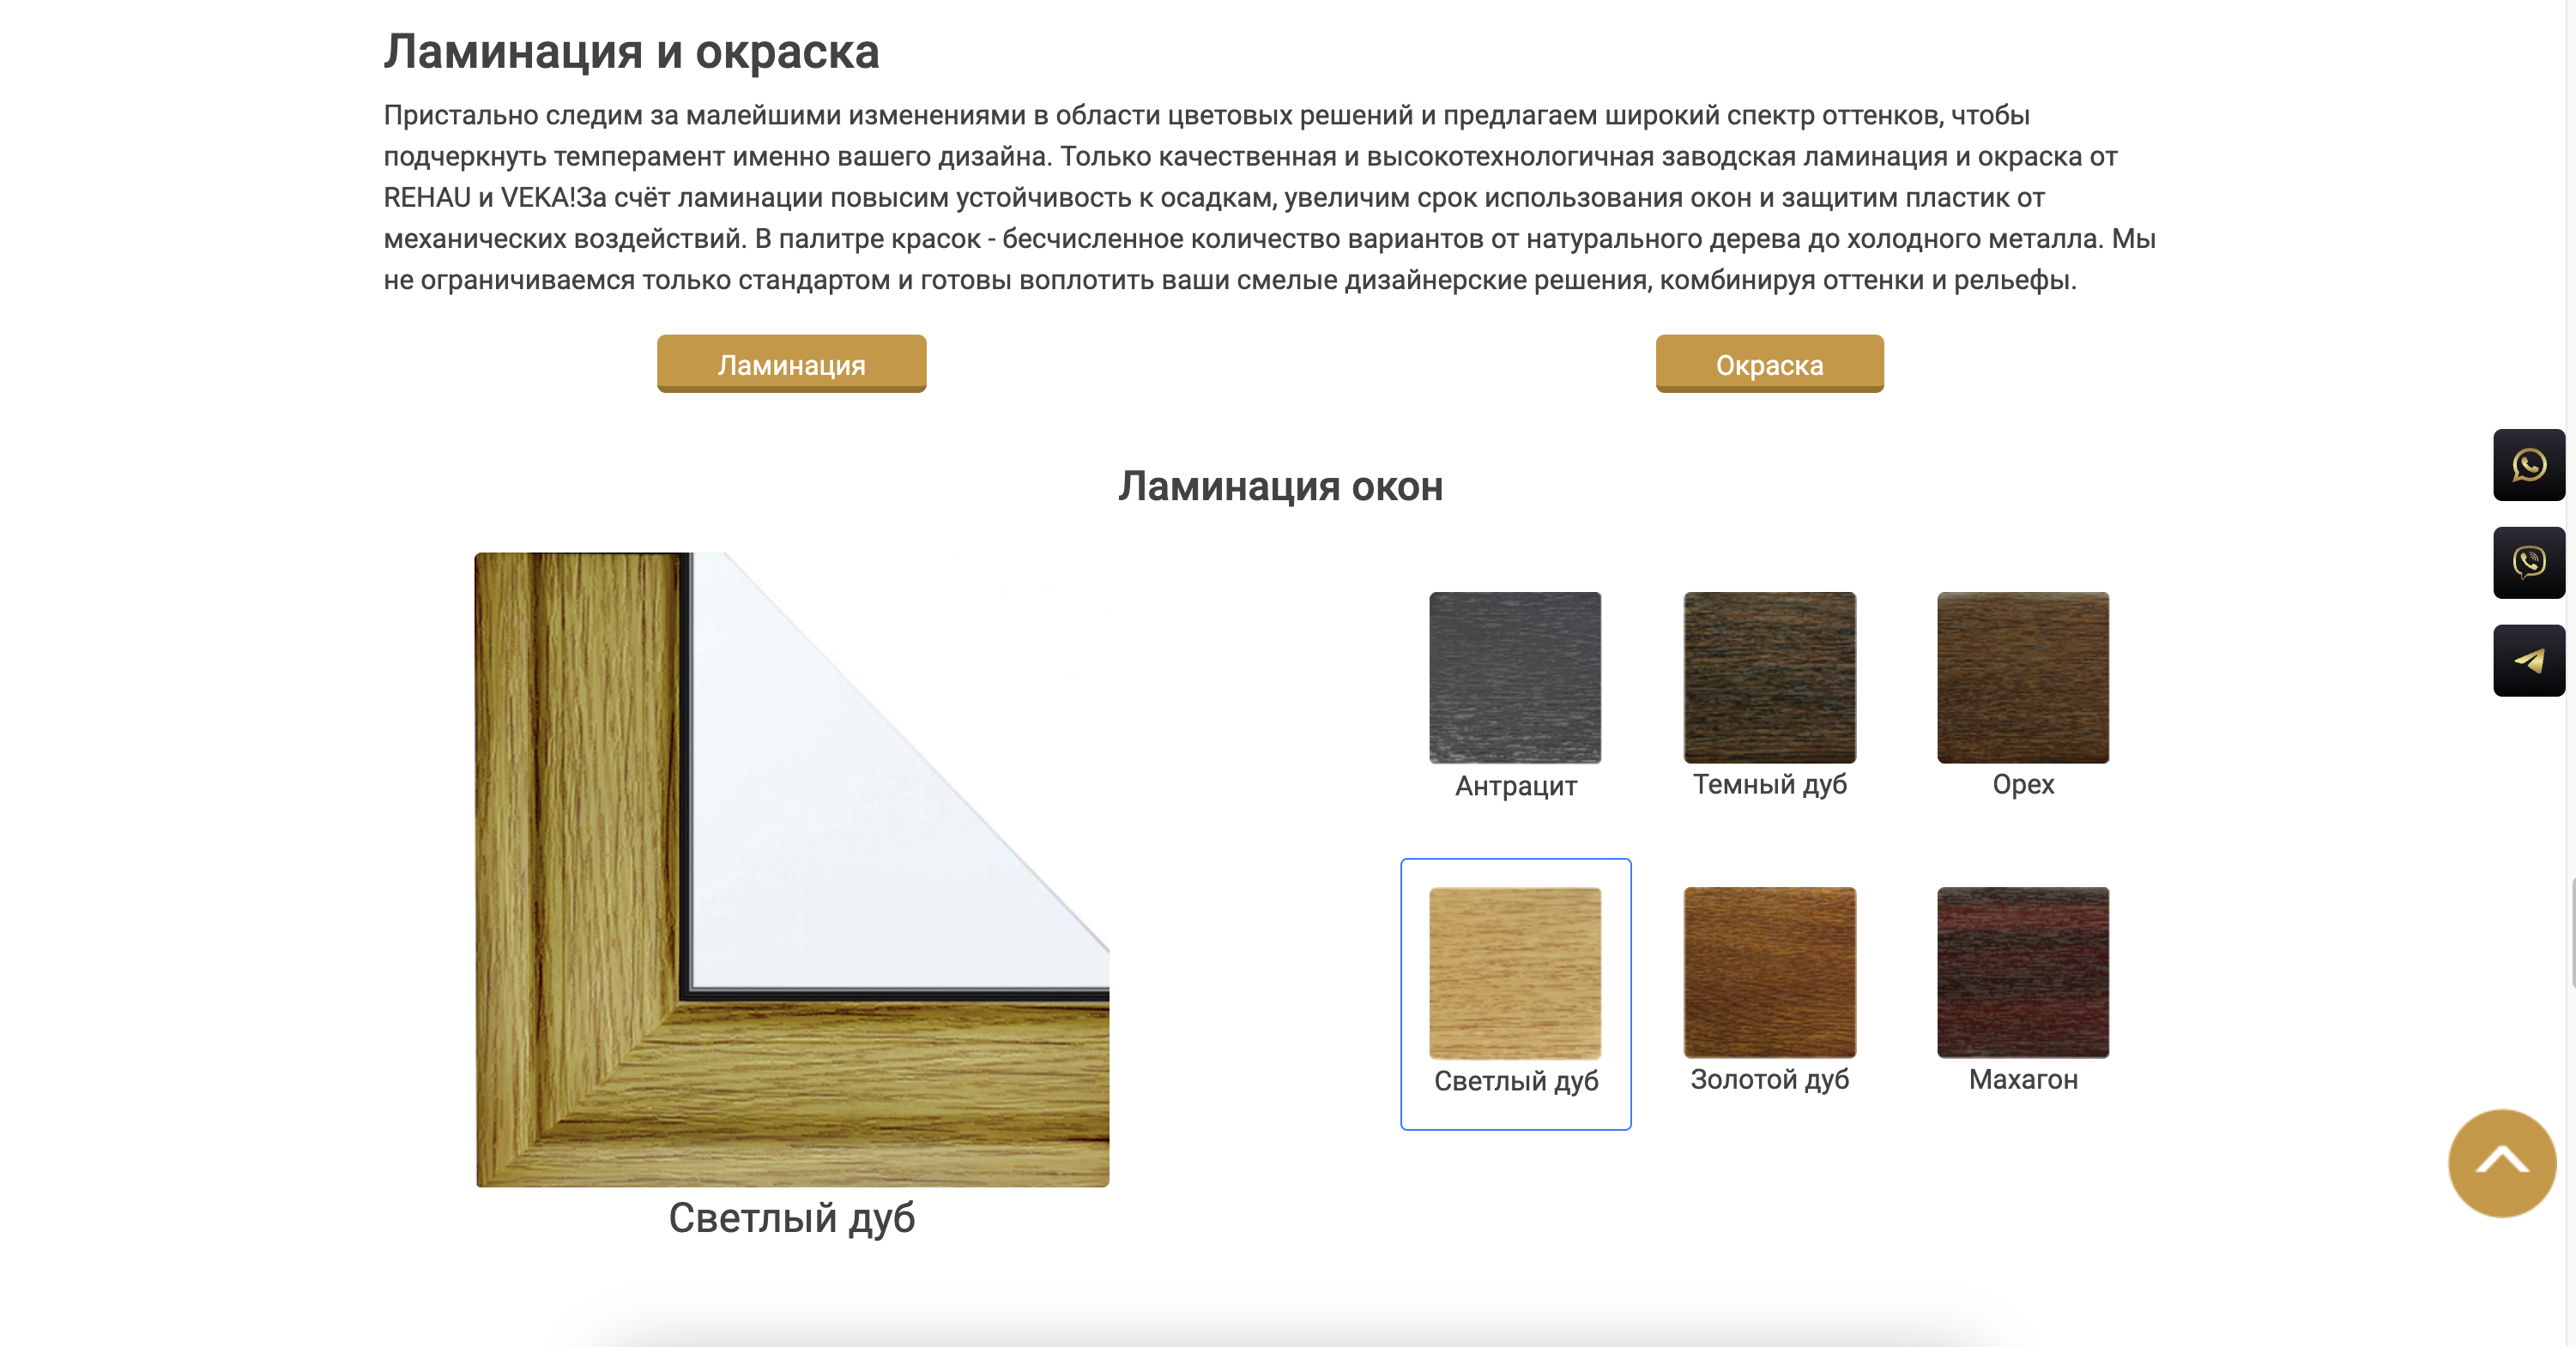 Ламинация и окраска
Пристально следим за малейшими изменениями в области цветовых решений и предлагаем широкий спектр оттенков, чтобы
подчеркнуть темперамент именно вашего дизайна. Только качественная и высокотехнологичная заводская ламинация и окраска от
REHAU и VEKA!За счёт ламинации повысим устойчивость к осадкам, увеличим срок использования окон и защитим пластик от
механических воздействий. В палитре красок - бесчисленное количество вариантов от натурального дерева до холодного металла. Мы
не ограничиваемся только стандартом и готовы воплотить ваши смелые дизайнерские решения, комбинируя оттенки и рельефы.
Ламинация
Окраска
Ламинация окон
Антрацит
Темный дуб
Орех
Светлый дуб
Золотой дуб
Махагон
Светлый дуб